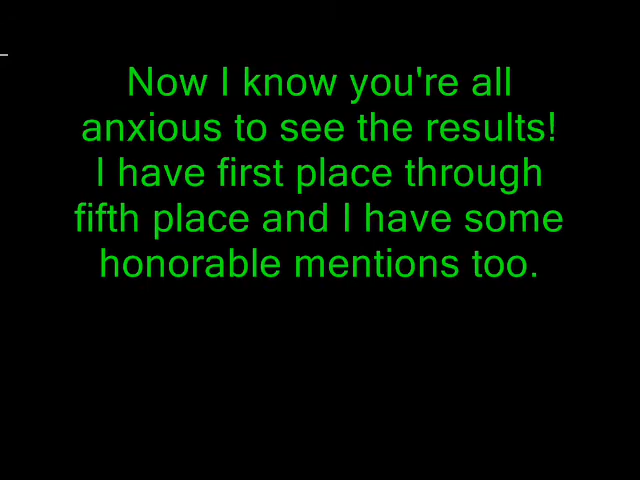 Now I know you're all
anxious to see the results!
I have first place through
fifth place and I have some
honorable mentions too.